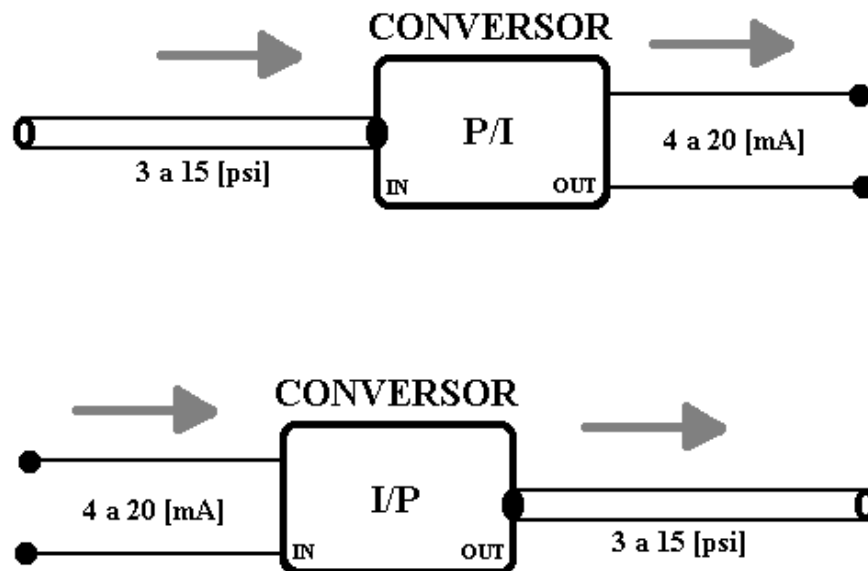 CONVERSOR
P/I
3 a 15 [psi]
4 a 20 [mA]
IN
OUT
CONVERSOR
I/P
4 a 20 [mA]
IN
OUT
3 a 15 [psi]